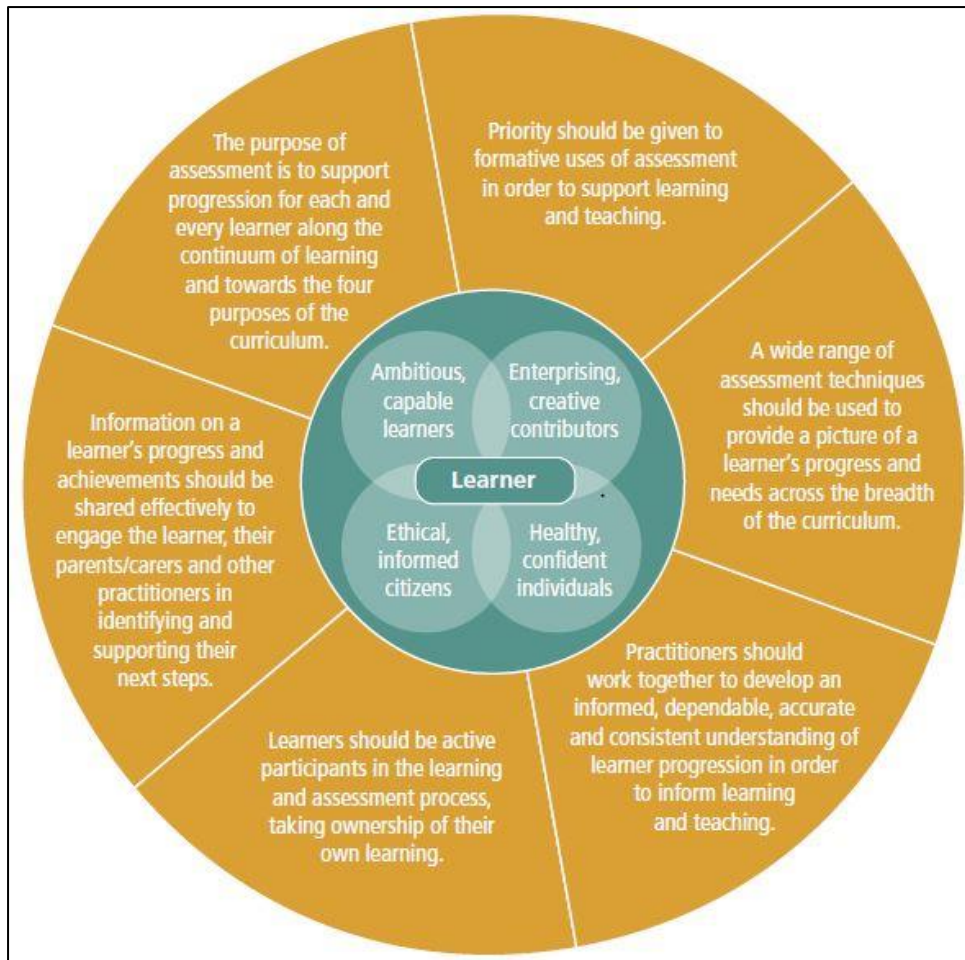 The purpose of
assessment is to support
progression for each and
every learner along the
continuum of learning
and towards the four
purposes of the
curriculum.
Priority should be given to
formative uses of assessment
in order to support learning
and teaching.
A wide range of
assessment techniques
should be used to
provide a picture of a
learner’s progress and
needs across the breadth
of the curriculum.
Practitioners should
work together to develop an
informed, dependable, accurate
and consistent understanding of
learner progression in order
to inform learning
and teaching.
Learners should be active
participants in the learning
and assessment process,
taking ownership of their
own learning.
Information on a
learner’s progress and
achievements should be
shared effectively to
engage the learner, their
parents/carers and other
practitioners in
identifying and
supporting their
next steps.
Ambitious,
capable
learners
Enterprising,
creative
contributors
Learner
Ethical,
informed
citizens
Healthy,
confident
individuals